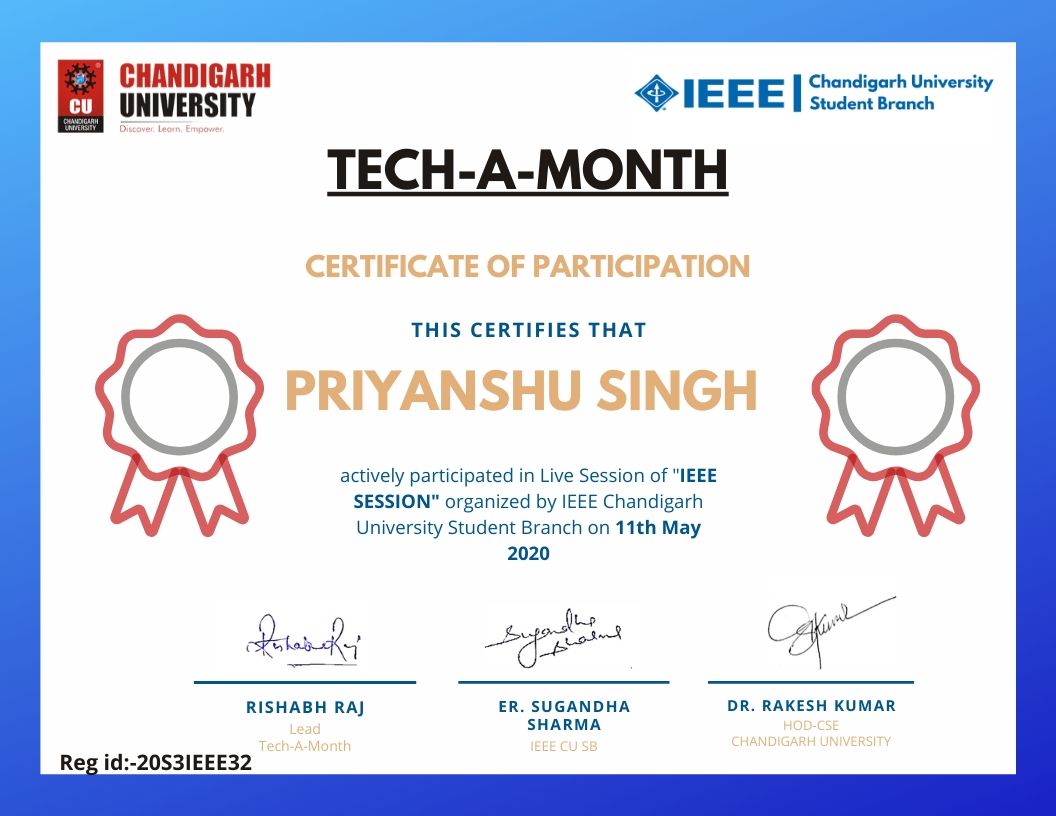 CU
CHANDIGARH
UNIVERSITY
CHANDIGARH
UNIVERSITY
Discover. Learn. Empower.
IEEE
Chandigarh University
Student Branch
TECH-A-MONTH
CERTIFICATE OF PARTICIPATION
THIS CERTIFIES THAT
PRIYANSHU SINGH
actively participated in Live Session of "IEEE
SESSION" organized by IEEE Chandigarh
University Student Branch on 11th May
2020
RishabhRaj
Sugandha
Sharma
RISHABH RAJ
Lead
Tech-A-Month
ER. SUGANDHA
SHARMA
IEEE CU SB
DR. RAKESH KUMAR
HOD-CSE
CHANDIGARH UNIVERSITY
Reg id:-20S3IEEE32